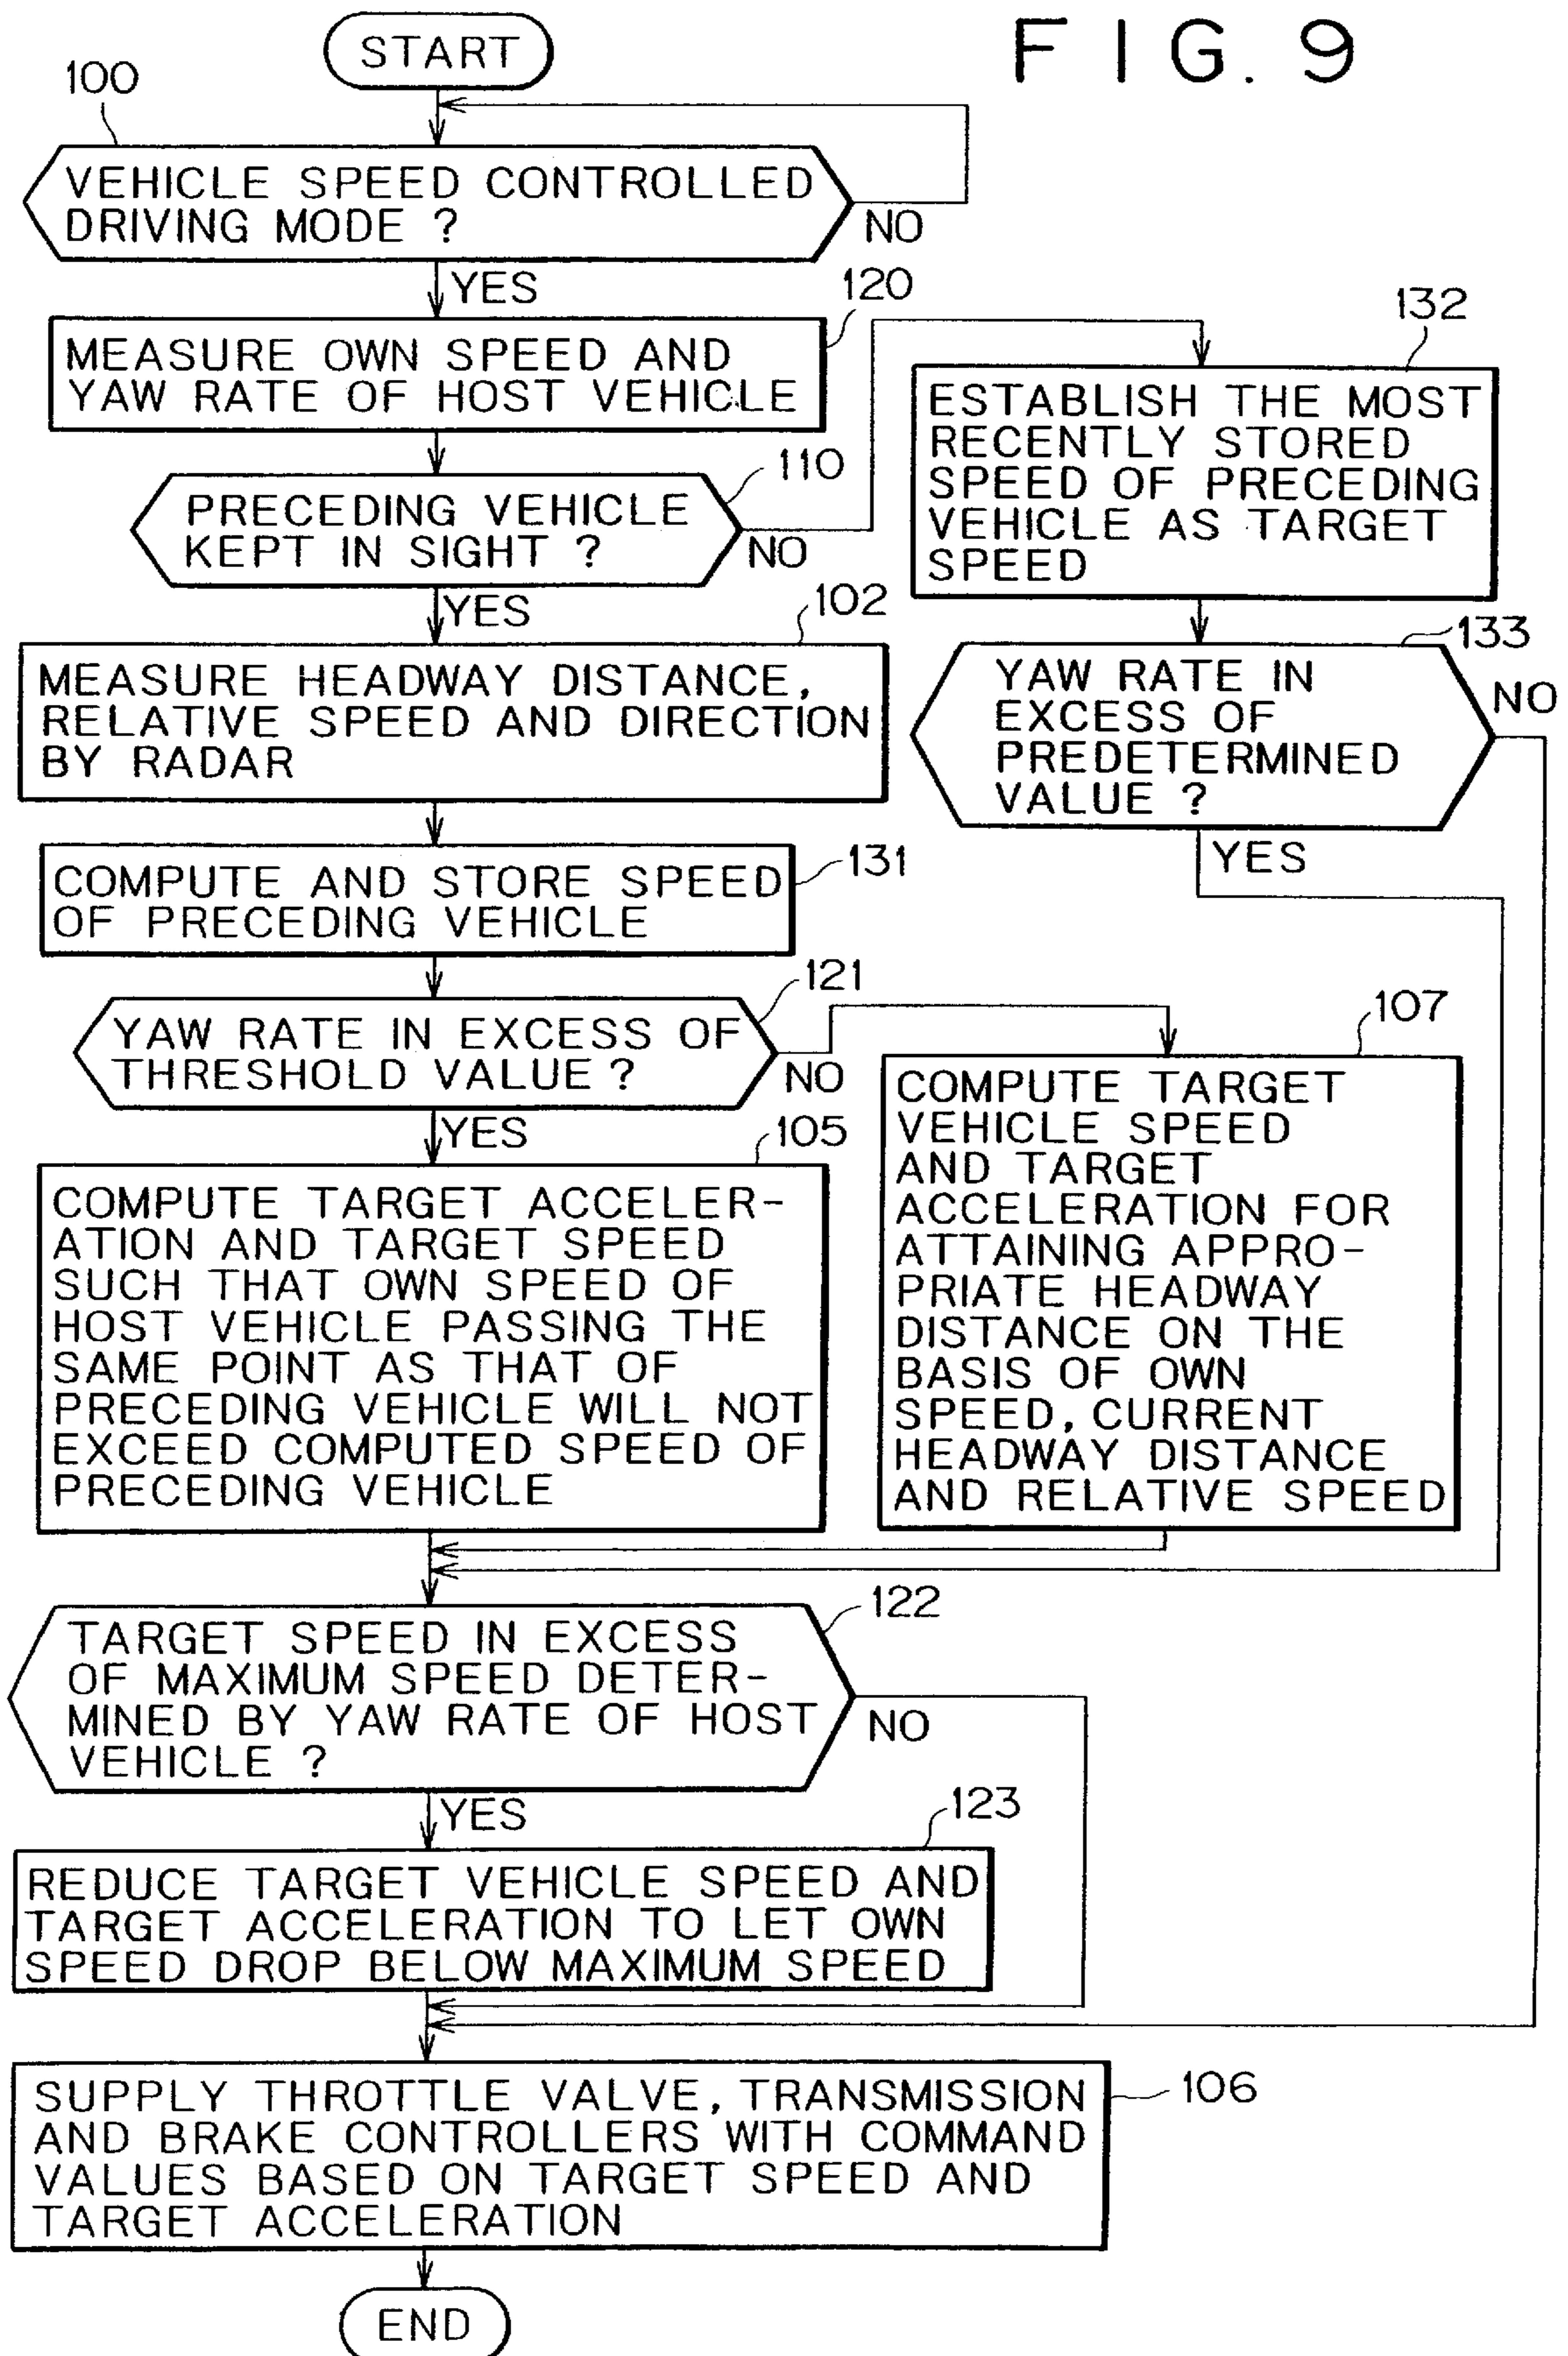 FIG. 9
START
100
VEHICLE SPEED CONTROLLED
DRIVING MODE ?
NO
YES
120
MEASURE OWN SPEED AND
YAW RATE OF HOST VEHICLE
110
PRECEDING VEHICLE
KEPT IN SIGHT ?
NO
YES
132
ESTABLISH THE MOST
RECENTLY STORED
SPEED OF PRECEDING
VEHICLE AS TARGET
SPEED
102
MEASURE HEADWAY DISTANCE,
RELATIVE SPEED AND DIRECTION
BY RADAR
133
YAW RATE IN
EXCESS OF
PREDETERMINED
VALUE ?
NO
YES
131
COMPUTE AND STORE SPEED
OF PRECEDING VEHICLE
121
YAW RATE IN EXCESS OF
THRESHOLD VALUE ?
NO
YES
107
COMPUTE TARGET
VEHICLE SPEED
AND TARGET
ACCELERATION FOR
ATTAINING APPRO-
PRIATE HEADWAY
DISTANCE ON THE
BASIS OF OWN
SPEED, CURRENT
HEADWAY DISTANCE
AND RELATIVE SPEED
105
COMPUTE TARGET ACCELER-
ATION AND TARGET SPEED
SUCH THAT OWN SPEED OF
HOST VEHICLE PASSING THE
SAME POINT AS THAT OF
PRECEDING VEHICLE WILL NOT
EXCEED COMPUTED SPEED OF
PRECEDING VEHICLE
122
TARGET SPEED IN EXCESS
OF MAXIMUM SPEED DETER-
MINED BY YAW RATE OF HOST
VEHICLE ?
NO
YES
123
REDUCE TARGET VEHICLE SPEED AND
TARGET ACCELERATION TO LET OWN
SPEED DROP BELOW MAXIMUM SPEED
106
SUPPLY THROTTLE VALVE, TRANSMISSION
AND BRAKE CONTROLLERS WITH COMMAND
VALUES BASED ON TARGET SPEED AND
TARGET ACCELERATION
END